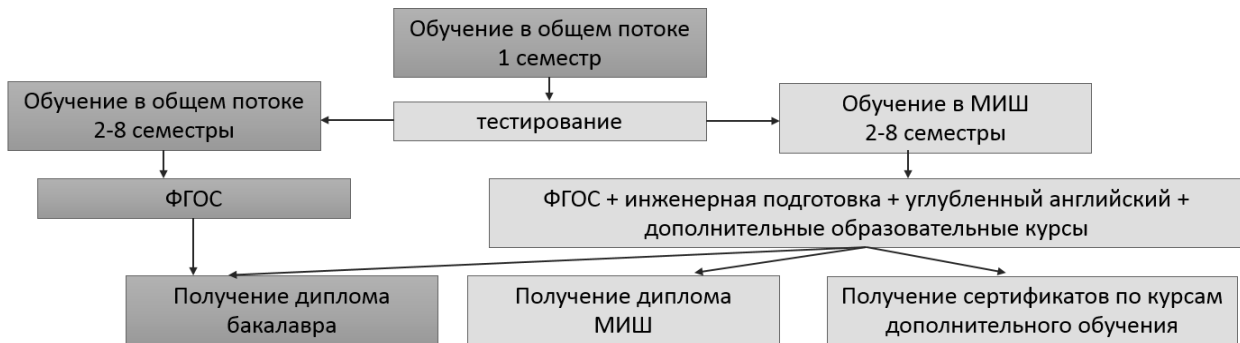 Обучение в общем потоке
1 семестр
Обучение в общем потоке
2-8 семестры
тестирование
Обучение в МИШ
2-8 семестры
ФГОС
ФГОС + инженерная подготовка + углубленный английский +
дополнительные образовательные курсы
Получение диплома
бакалавра
Получение диплома
МИШ
Получение сертификатов по курсам
дополнительного обучения